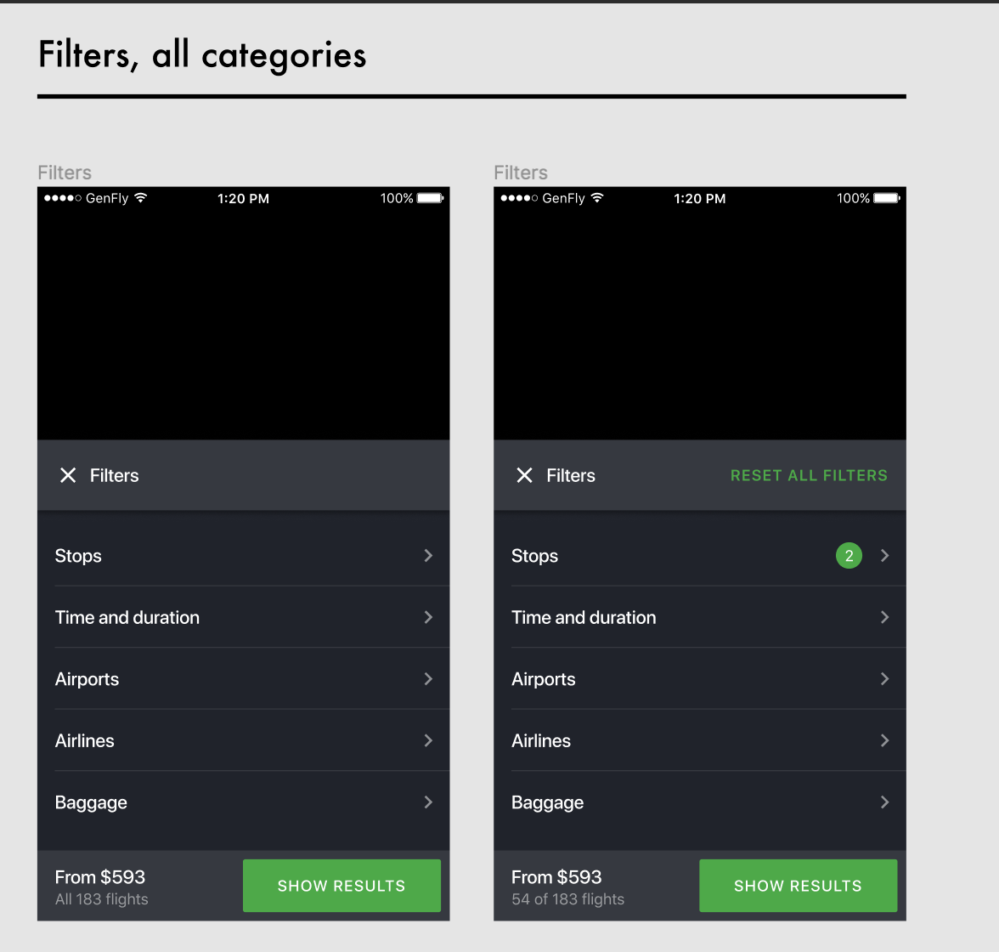 Filters, all categories
Filters
GenFly 1:20 PM 100%
Filters
Stops
Time and duration
Airports
Airlines
Baggage
From $593
All 183 flights
SHOW RESULTS
Filters
GenFly 1:20 PM 100%
Filters RESET ALL FILTERS
Stops 2
Time and duration
Airports
Airlines
Baggage
From $593
54 of 183 flights
SHOW RESULTS